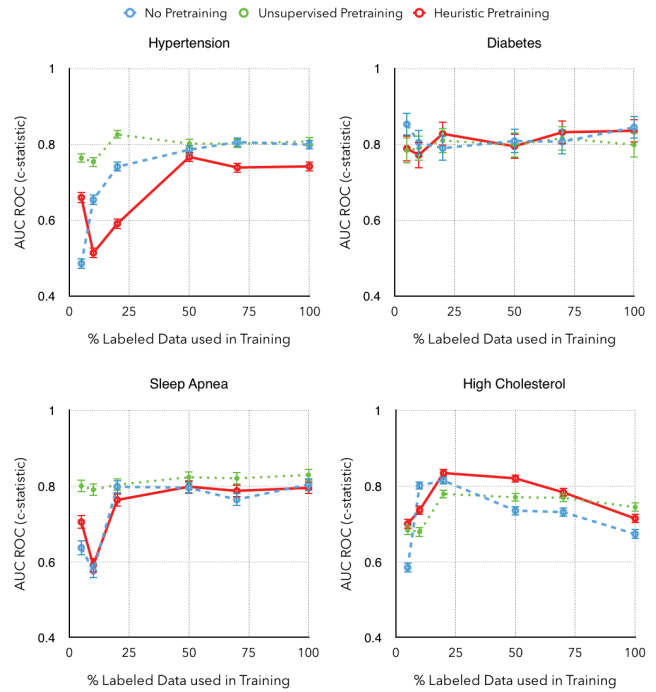 No Pretraining Unsupervised Pretraining Heuristic Pretraining
Hypertension
1
0.8
0.6
0.4
AUC ROC (c-statistic)
0 25 50 75 100
% Labeled Data used in Training
Diabetes
1
0.8
0.6
0.4
AUC ROC (c-statistic)
0 25 50 75 100
% Labeled Data used in Training
Sleep Apnea
1
0.8
0.6
0.4
AUC ROC (c-statistic)
0 25 50 75 100
% Labeled Data used in Training
High Cholesterol
1
0.8
0.6
0.4
AUC ROC (c-statistic)
0 25 50 75 100
% Labeled Data used in Training